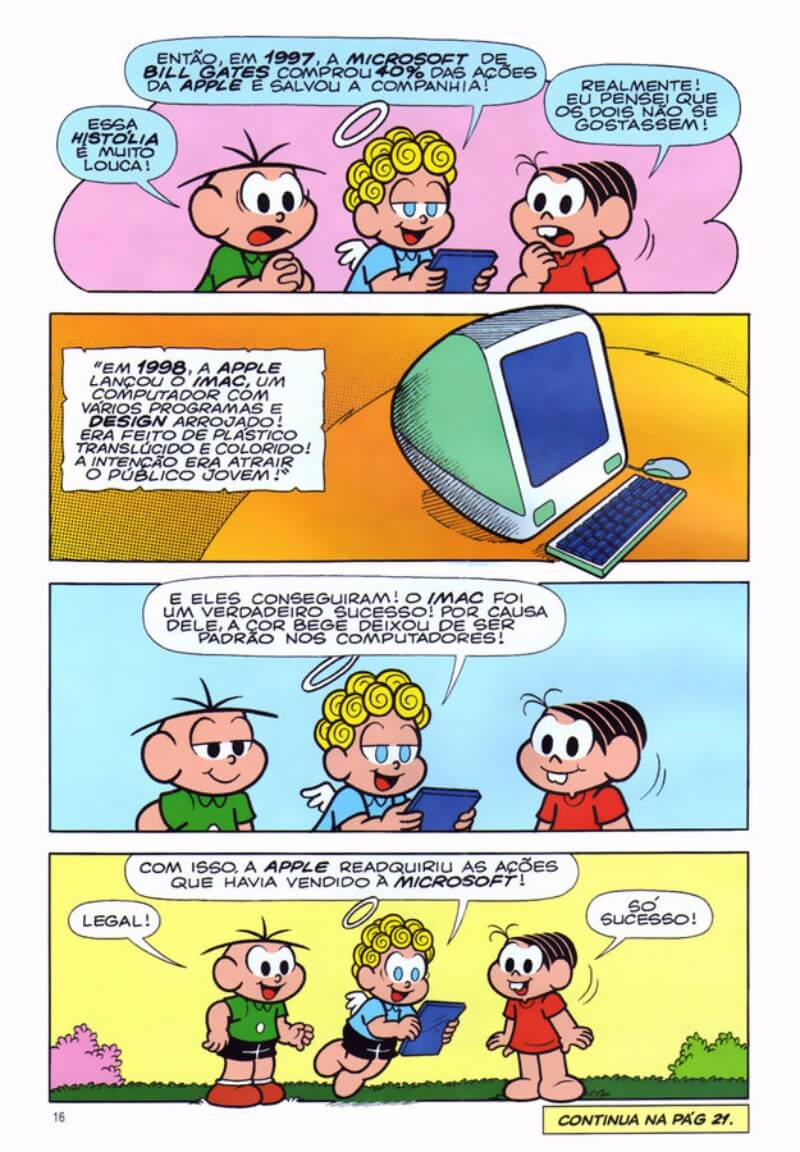 ENTÃO, EM 1997, A MICROSOFT DE
BILL GATES COMPROU 40% DAS AÇÕES
DA APPLE E SALVOU A COMPANHIA!
ESSA
HISTÓLIA
É MUITO
LOUCA!
REALMENTE!
EU PENSEI QUE
OS DOIS NÃO SE
GOSTASSEM!
"EM 1998, A APPLE
LANÇOU O IMAC, UM
COMPUTADOR COM
VÁRIOS PROGRAMAS E
DESIGN ARROJADO!
ERA FEITO DE PLÁSTICO
TRANSLÚCIDO E COLORIDO!
A INTENÇÃO ERA ATRAIR
O PÚBLICO JOVEM!"
E ELES CONSEGUIRAM! O IMAC FOI
UM VERDADEIRO SUCESSO! POR CAUSA
DELE, A COR BEGE DEIXOU DE SER
PADRÃO NOS COMPUTADORES!
COM ISSO, A APPLE READQUIRIU AS AÇÕES
QUE HAVIA VENDIDO À MICROSOFT!
LEGAL!
SÓ
SUCESSO!
16
CONTINUA NA PÁG 21.